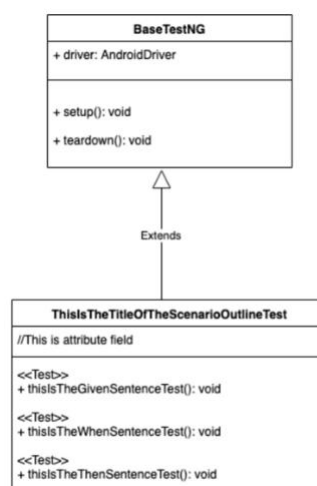 BaseTestNG
+ driver: AndroidDriver
+ setup(): void
+ teardown(): void
Extends
ThisIsTheTitleOfTheScenarioOutlineTest
//This is attribute field
<<Test>>
+ thisIsTheGivenSentenceTest(): void
<<Test>>
+ thisIsTheWhenSentenceTest(): void
<<Test>>
+ thisIsTheThenSentenceTest(): void